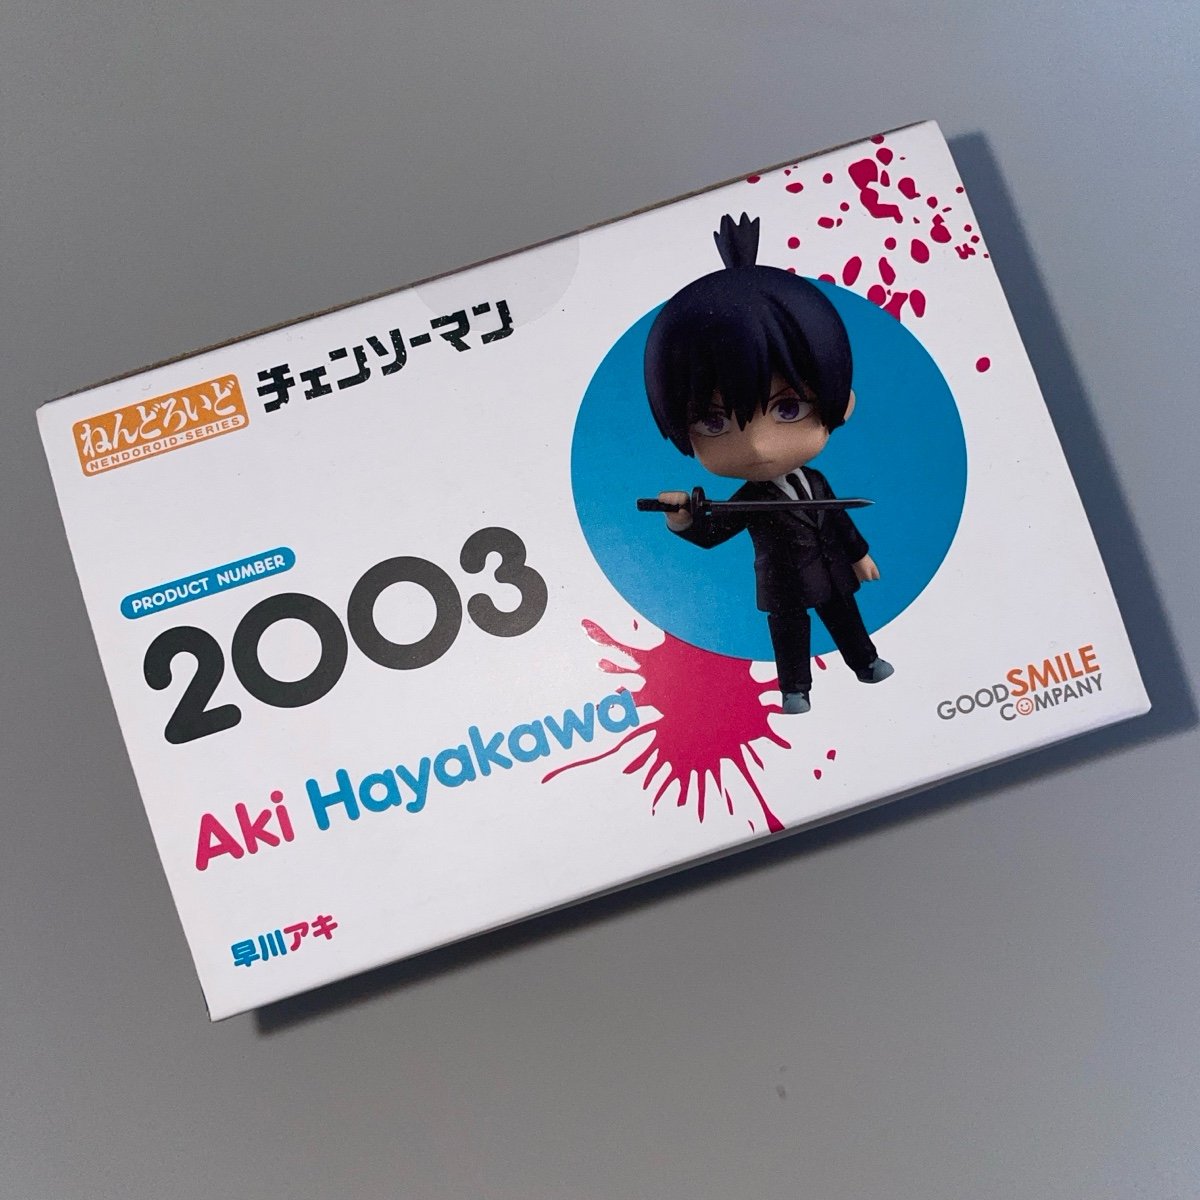 ねんどろいど
NENDOROID-SERIES
チェンソーマン
PRODUCT NUMBER
2003
Aki Hayakawa
早川アキ
GOOD SMILE
COMPANY